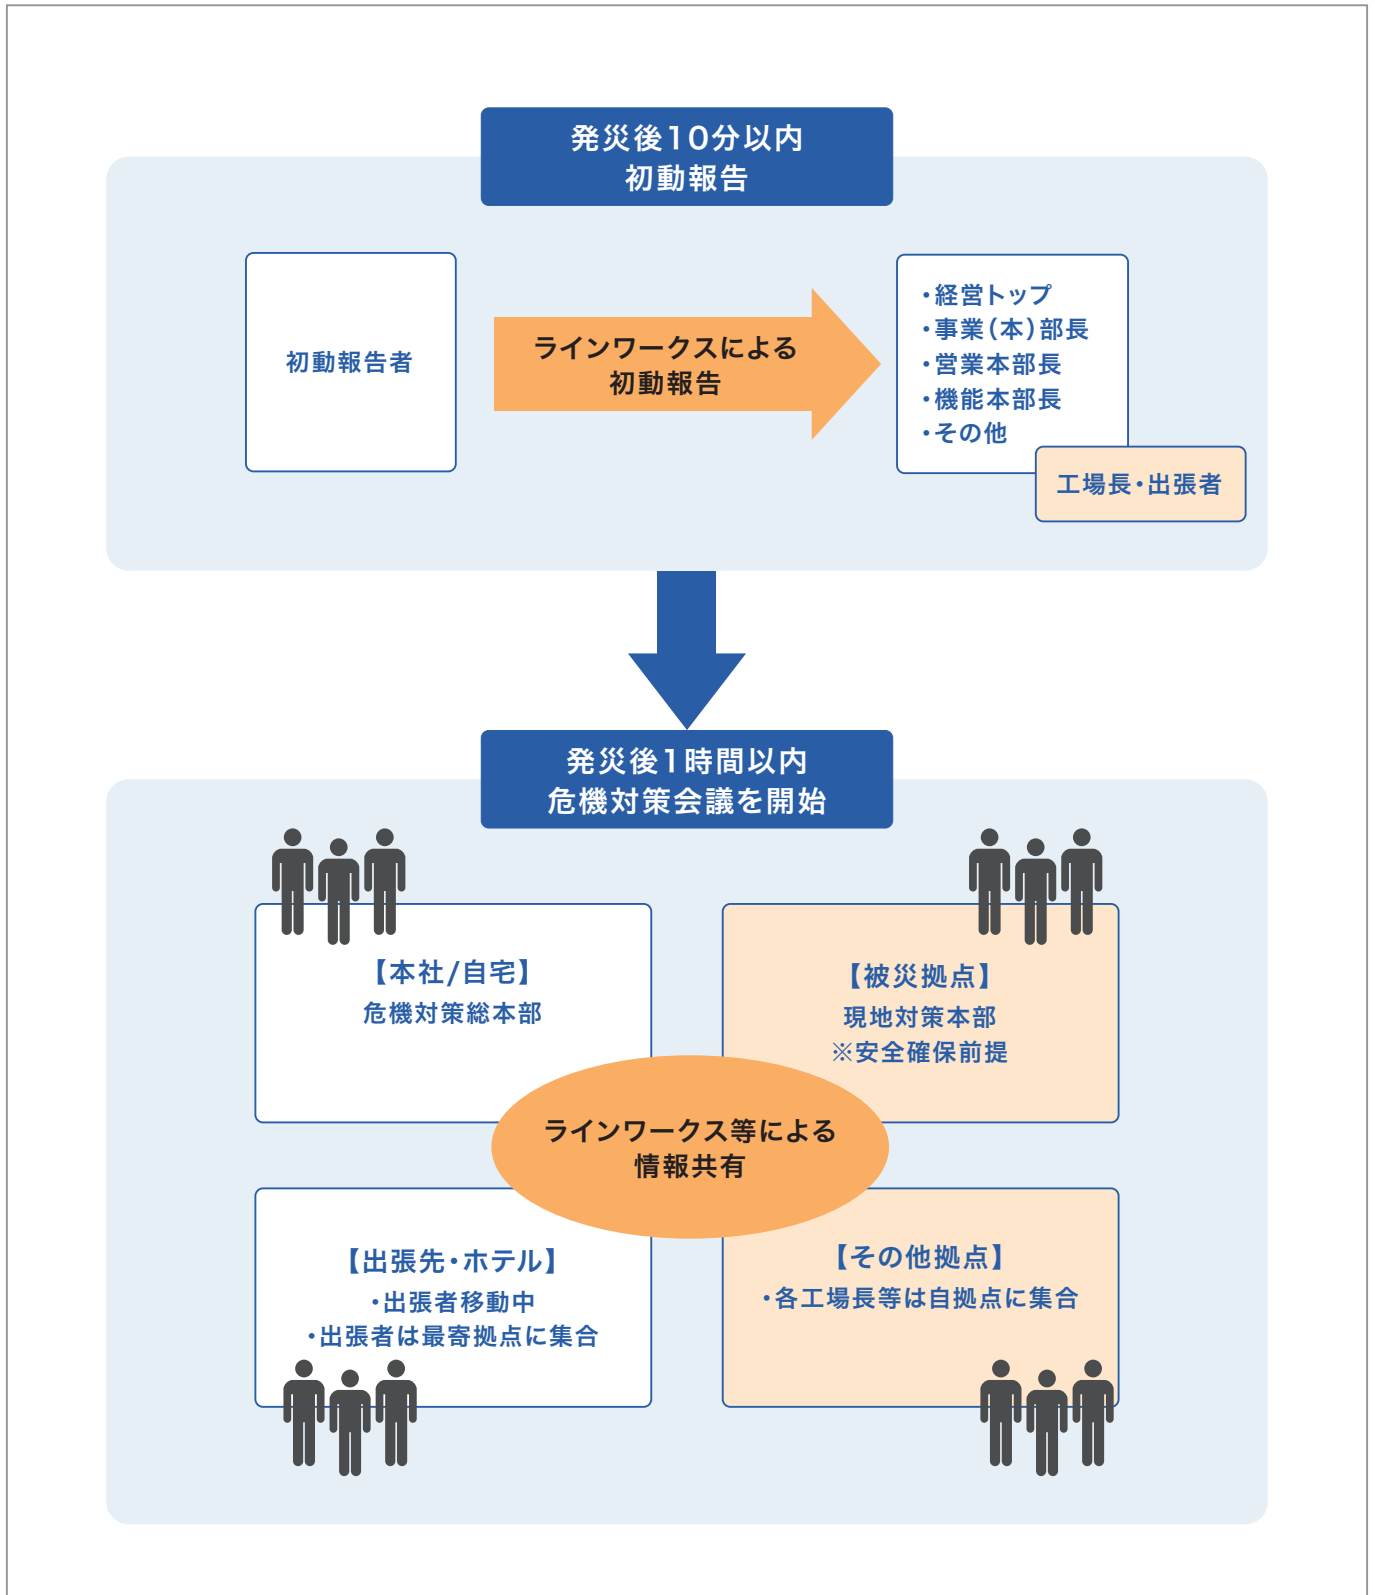 発災後10分以内
初動報告
初動報告者
ラインワークスによる
初動報告
・経営トップ
・事業(本)部長
・営業本部長
・機能本部長
・その他
工場長・出張者
発災後1時間以内
危機対策会議を開始
【本社/自宅】
危機対策総本部
【被災拠点】
現地対策本部
※安全確保前提
ラインワークス等による
情報共有
【出張先・ホテル】
・出張者移動中
・出張者は最寄拠点に集合
【その他拠点】
・各工場長等は自拠点に集合